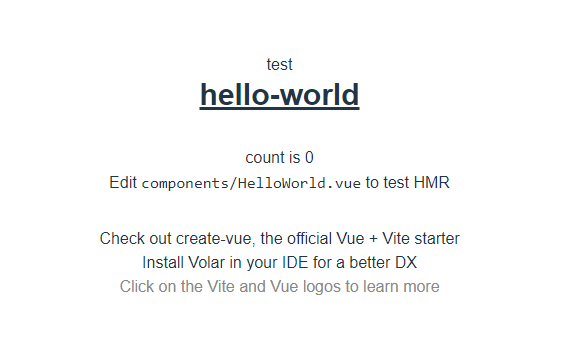 test
hello-world
count is 0
Edit components/HelloWorld.vue to test HMR
Check out create-vue, the official Vue + Vite starter
Install Volar in your IDE for a better DX
Click on the Vite and Vue logos to learn more